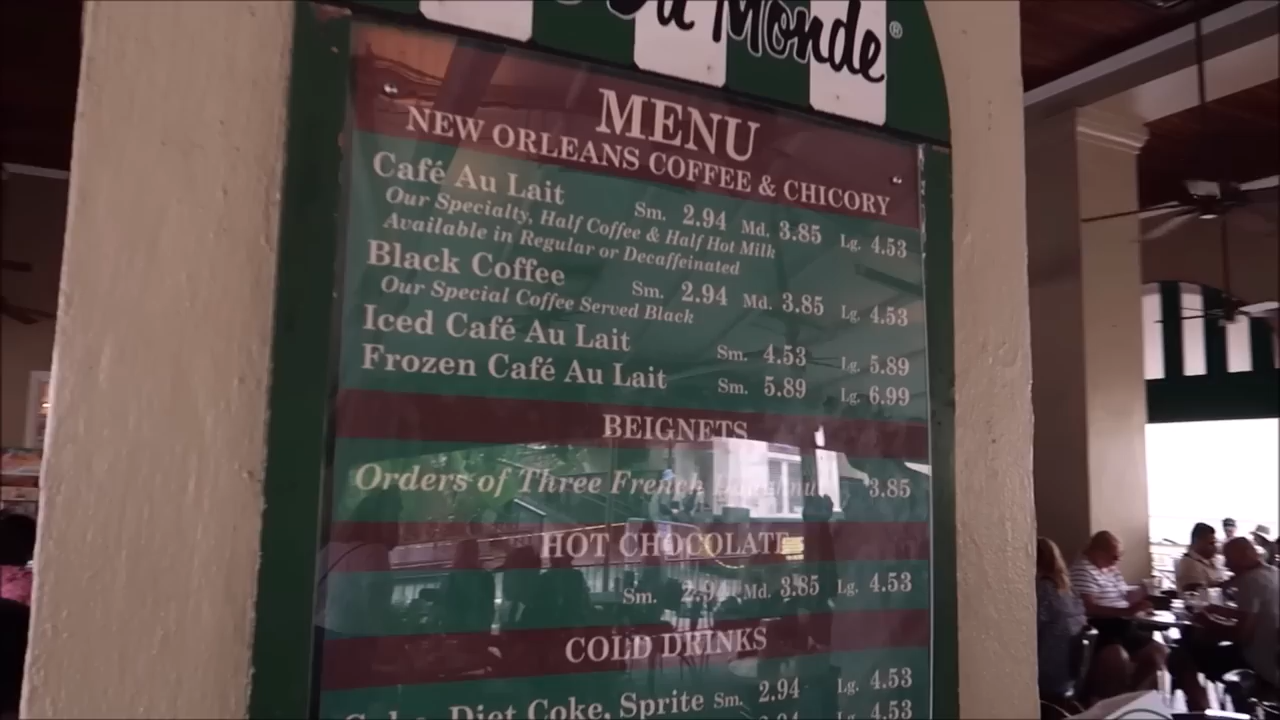 Du Monde®
MENU
NEW ORLEANS COFFEE & CHICORY
Café Au Lait Sm. 2.94 Md. 3.85 Lg. 4.53
Our Specialty, Half Coffee & Half Hot Milk
Available in Regular or Decaffeinated
Black Coffee Sm. 2.94 Md. 3.85 Lg. 4.53
Our Special Coffee Served Black
Iced Café Au Lait Sm. 4.53 Lg. 5.89
Frozen Café Au Lait Sm. 5.89 Lg. 6.99
BEIGNETS
Orders of Three French 3.85
HOT CHOCOLATE
Sm. 2.94 Md. 3.85 Lg. 4.53
COLD DRINKS
Coke, Diet Coke, Sprite Sm. 2.94 Lg. 4.53
4.53